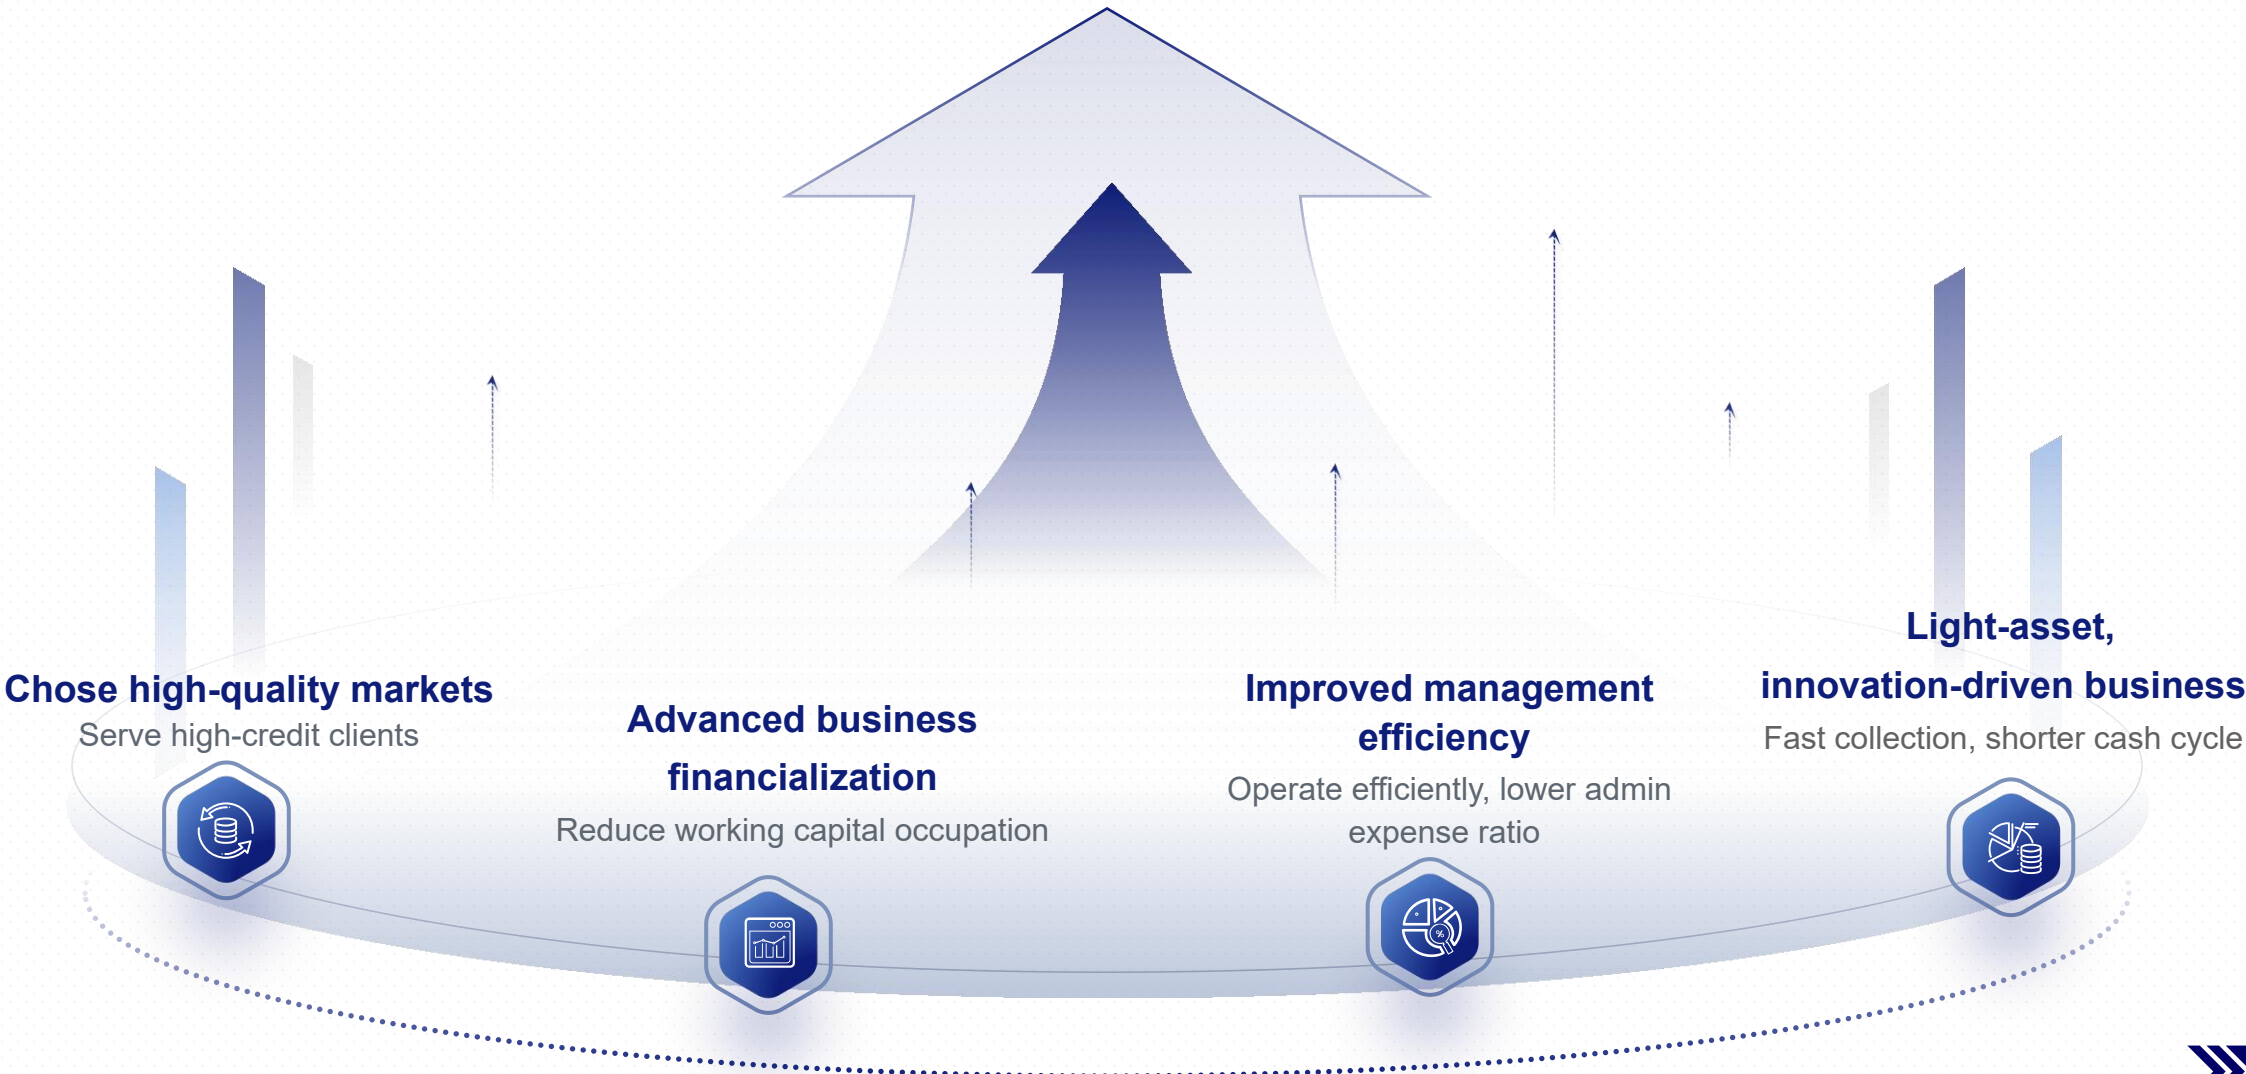 Chose high-quality markets
Serve high-credit clients
Advanced business
financialization
Reduce working capital occupation
Improved management
efficiency
Operate efficiently, lower admin
expense ratio
Light-asset,
innovation-driven business
Fast collection, shorter cash cycle
%